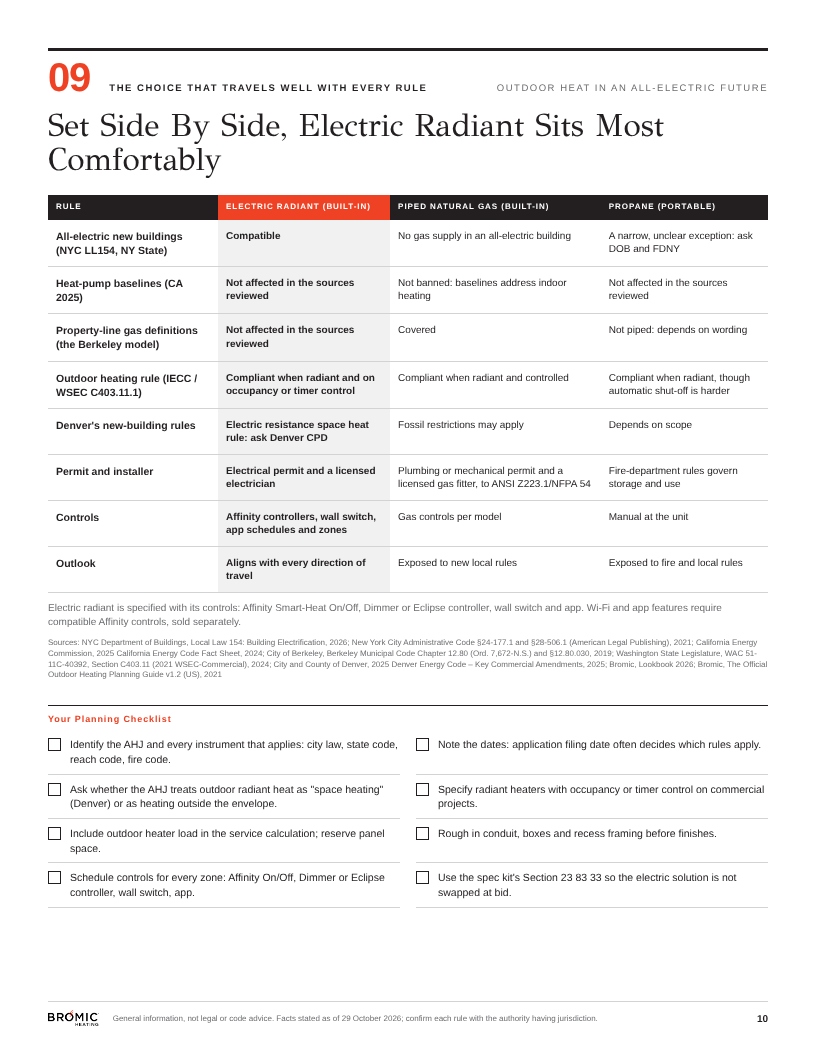 09
THE CHOICE THAT TRAVELS WELL WITH EVERY RULE
OUTDOOR HEAT IN AN ALL-ELECTRIC FUTURE
Set Side By Side, Electric Radiant Sits Most
Comfortably
RULE
ELECTRIC RADIANT (BUILT-IN)
PIPED NATURAL GAS (BUILT-IN)
PROPANE (PORTABLE)
All-electric new buildings
(NYC LL154, NY State)
Compatible
No gas supply in an all-electric building
A narrow, unclear exception: ask
DOB and FDNY
Heat-pump baselines (CA
2025)
Not affected in the sources
reviewed
Not banned: baselines address indoor
heating
Not affected in the sources
reviewed
Property-line gas definitions
(the Berkeley model)
Not affected in the sources
reviewed
Covered
Not piped: depends on wording
Outdoor heating rule (IECC /
WSEC C403.11.1)
Compliant when radiant and on
occupancy or timer control
Compliant when radiant and controlled
Compliant when radiant, though
automatic shut-off is harder
Denver's new-building rules
Electric resistance space heat
rule: ask Denver CPD
Fossil restrictions may apply
Depends on scope
Permit and installer
Electrical permit and a licensed
electrician
Plumbing or mechanical permit and a
licensed gas fitter, to ANSI Z223.1/NFPA 54
Fire-department rules govern
storage and use
Controls
Affinity controllers, wall switch,
app schedules and zones
Gas controls per model
Manual at the unit
Outlook
Aligns with every direction of
travel
Exposed to new local rules
Exposed to fire and local rules
Electric radiant is specified with its controls: Affinity Smart-Heat On/Off, Dimmer or Eclipse controller, wall switch and app. Wi-Fi and app features require
compatible Affinity controls, sold separately.
Sources: NYC Department of Buildings, Local Law 154: Building Electrification, 2026; New York City Administrative Code §24-177.1 and §28-506.1 (American Legal Publishing), 2021; California Energy
Commission, 2025 California Energy Code Fact Sheet, 2024; City of Berkeley, Berkeley Municipal Code Chapter 12.80 (Ord. 7,672-N.S.) and §12.80.030, 2019; Washington State Legislature, WAC 51-
11C-40392, Section C403.11 (2021 WSEC-Commercial), 2024; City and County of Denver, 2025 Denver Energy Code – Key Commercial Amendments, 2025; Bromic, Lookbook 2026; Bromic, The Official
Outdoor Heating Planning Guide v1.2 (US), 2021
Your Planning Checklist
Identify the AHJ and every instrument that applies: city law, state code,
reach code, fire code.
Note the dates: application filing date often decides which rules apply.
Ask whether the AHJ treats outdoor radiant heat as "space heating"
(Denver) or as heating outside the envelope.
Specify radiant heaters with occupancy or timer control on commercial
projects.
Include outdoor heater load in the service calculation; reserve panel
space.
Rough in conduit, boxes and recess framing before finishes.
Schedule controls for every zone: Affinity On/Off, Dimmer or Eclipse
controller, wall switch, app.
Use the spec kit's Section 23 83 33 so the electric solution is not
swapped at bid.
BROMIC
HEATING
General information, not legal or code advice. Facts stated as of 29 October 2026; confirm each rule with the authority having jurisdiction.
10